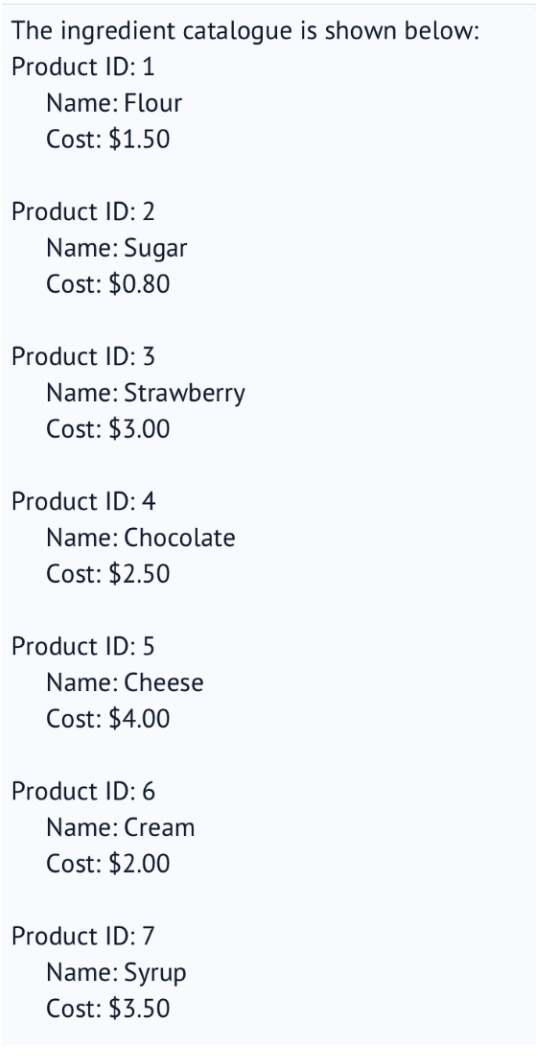 The ingredient catalogue is shown below:
Product ID: 1
Name: Flour
Cost: $1.50
Product ID: 2
Name: Sugar
Cost: $0.80
Product ID: 3
Name: Strawberry
Cost: $3.00
Product ID: 4
Name: Chocolate
Cost: $2.50
Product ID: 5
Name: Cheese
Cost: $4.00
Product ID: 6
Name: Cream
Cost: $2.00
Product ID: 7
Name: Syrup
Cost: $3.50